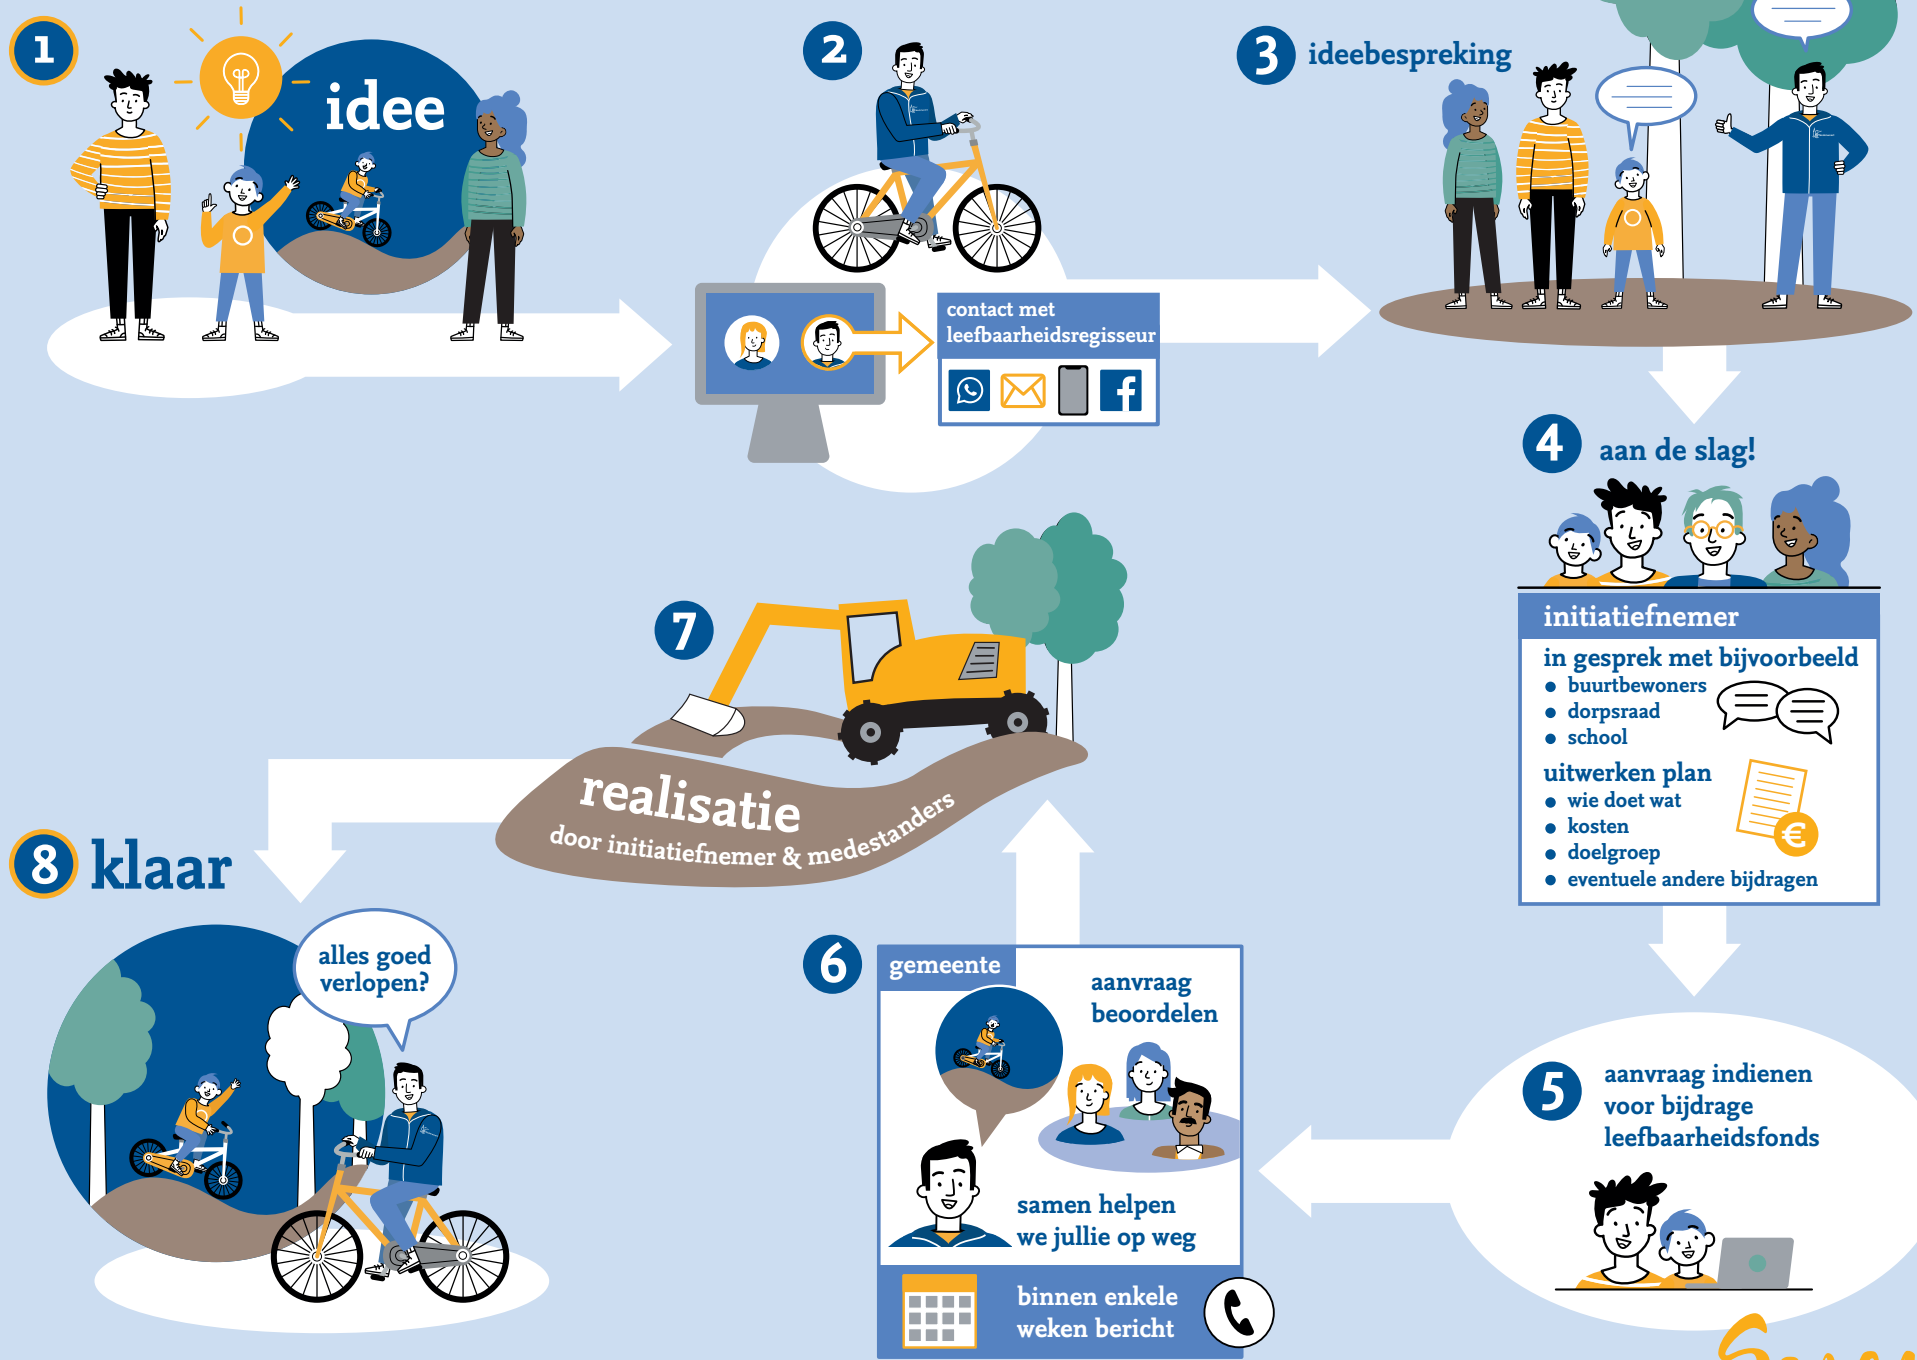 1
idee
2
contact met
leefbaarheidsregisseur
3
ideebespreking
4
aan de slag!
initiatiefnemer
in gesprek met bijvoorbeeld
• buurtbewoners
• dorpsraad
• school
uitwerken plan
• wie doet wat
• kosten
• doelgroep
• eventuele andere bijdragen
€
5
aanvraag indienen
voor bijdrage
leefbaarheidsfonds
6
gemeente
aanvraag
beoordelen
samen helpen
we jullie op weg
binnen enkele
weken bericht
7
realisatie
door initiatiefnemer & medestanders
8
klaar
alles goed
verlopen?